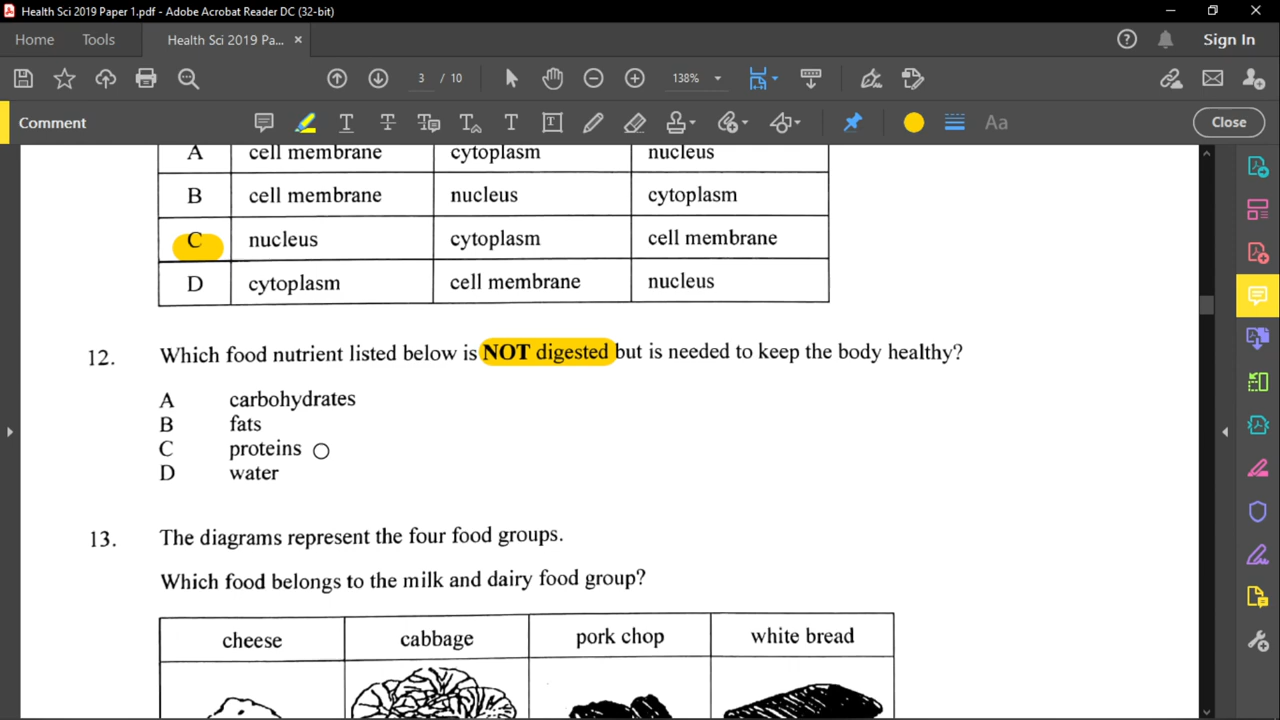 Health Sci 2019 Paper 1.pdf - Adobe Acrobat Reader DC (32-bit)
Home Tools Health Sci 2019 Pa... × Sign In
3 / 10 138%
Comment Aa Close
A cell membrane cytoplasm nucleus
B cell membrane nucleus cytoplasm
C nucleus cytoplasm cell membrane
D cytoplasm cell membrane nucleus
12. Which food nutrient listed below is NOT digested but is needed to keep the body healthy?
A carbohydrates
B fats
C proteins
D water
13. The diagrams represent the four food groups.
Which food belongs to the milk and dairy food group?
cheese cabbage pork chop white bread